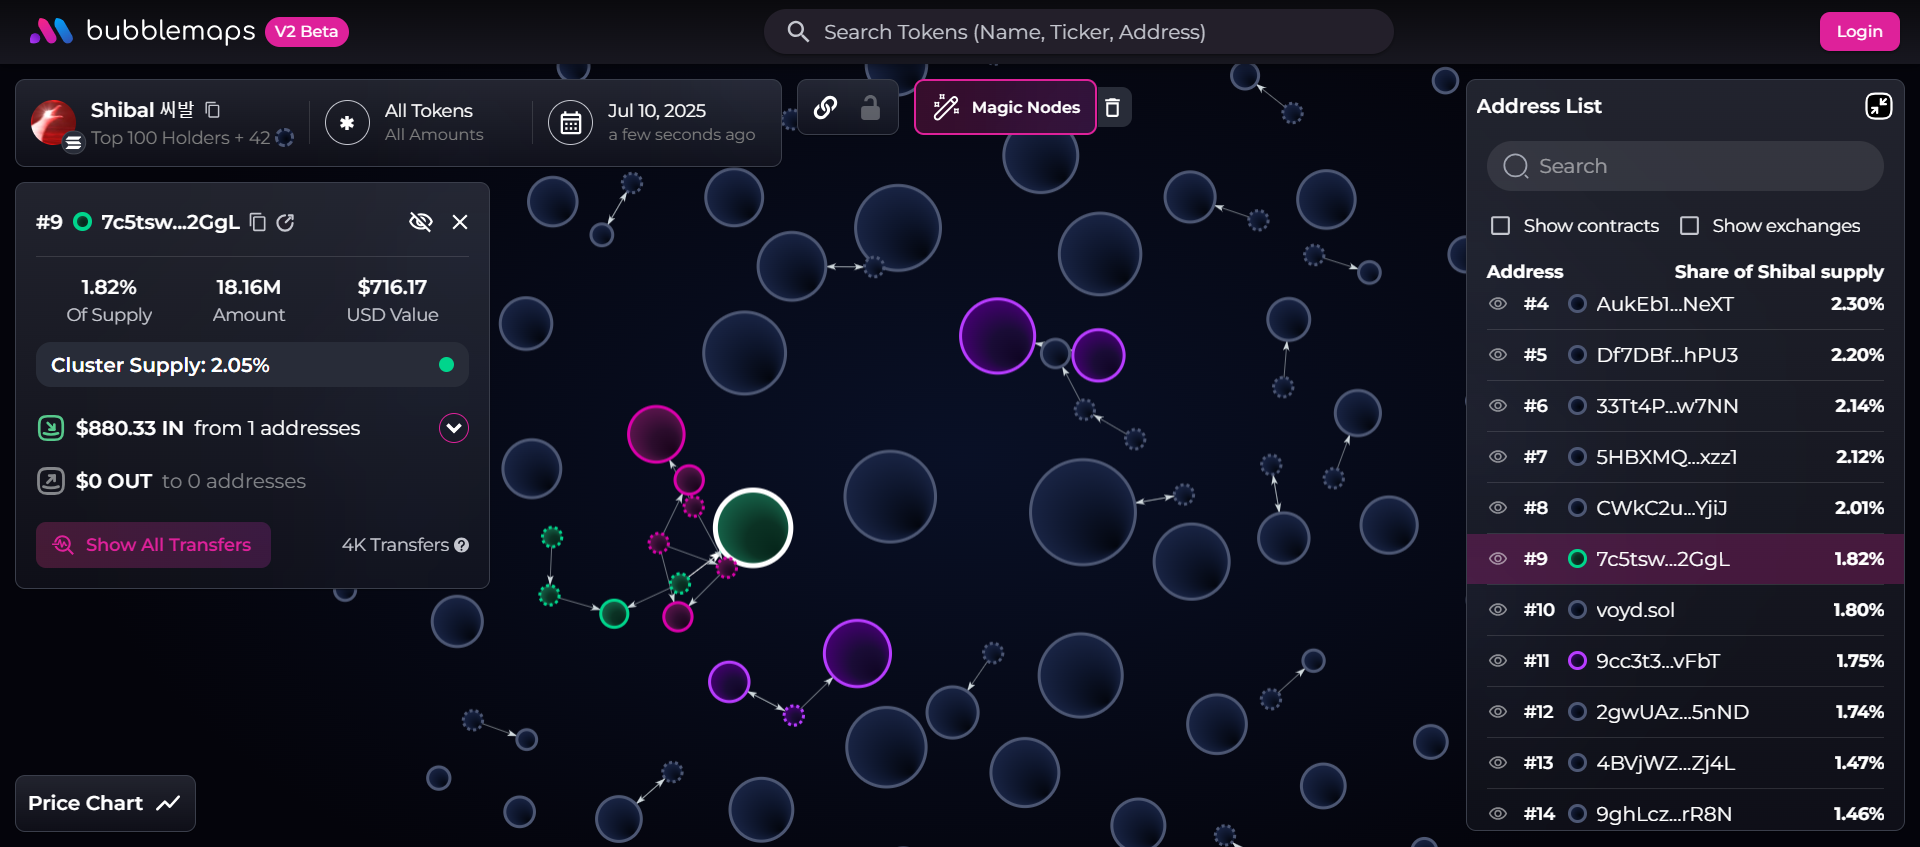 bubblemaps V2 Beta
Search Tokens (Name, Ticker, Address)
Login
Shibal 씨발
Top 100 Holders + 42
All Tokens
All Amounts
Jul 10, 2025
a few seconds ago
Magic Nodes
#9 7c5tsw...2GgL
1.82% 18.16M $716.17
Of Supply Amount USD Value
Cluster Supply: 2.05%
$880.33 IN from 1 addresses
$0 OUT to 0 addresses
Show All Transfers 4K Transfers ?
Price Chart
Address List
Search
Show contracts Show exchanges
Address Share of Shibal supply
#4 AukEb1...NeXT 2.30%
#5 Df7DBf...hPU3 2.20%
#6 33Tt4P...w7NN 2.14%
#7 5HBXMQ...xzz1 2.12%
#8 CWkC2u...YjiJ 2.01%
#9 7c5tsw...2GgL 1.82%
#10 voyd.sol 1.80%
#11 9cc3t3...vFbT 1.75%
#12 2gwUAz...5nND 1.74%
#13 4BVjWZ...Zj4L 1.47%
#14 9ghLcz...rR8N 1.46%